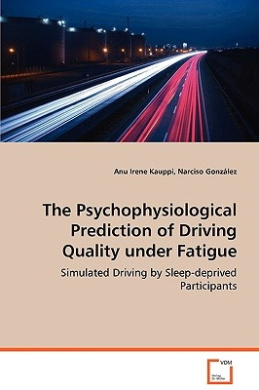 Anu Irene Kauppi, Narciso González
The Psychophysiological
Prediction of Driving
Quality under Fatigue
Simulated Driving by Sleep-deprived
Participants
VDM